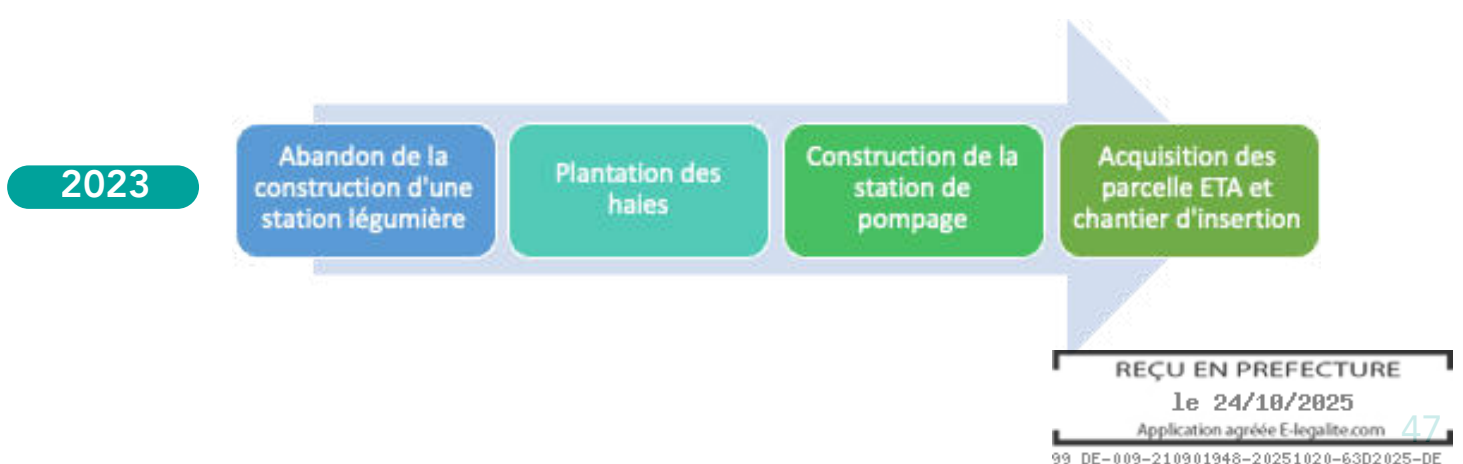 2023
Abandon de la
construction d'une
station légumière
Plantation des
haies
Construction de la
station de
pompage
Acquisition des
parcelle ETA et
chantier d'insertion
REÇU EN PREFECTURE
le 24/10/2025
Application agréée E-legalite.com
47
99_DE-009-210901948-20251020-63D2025-DE